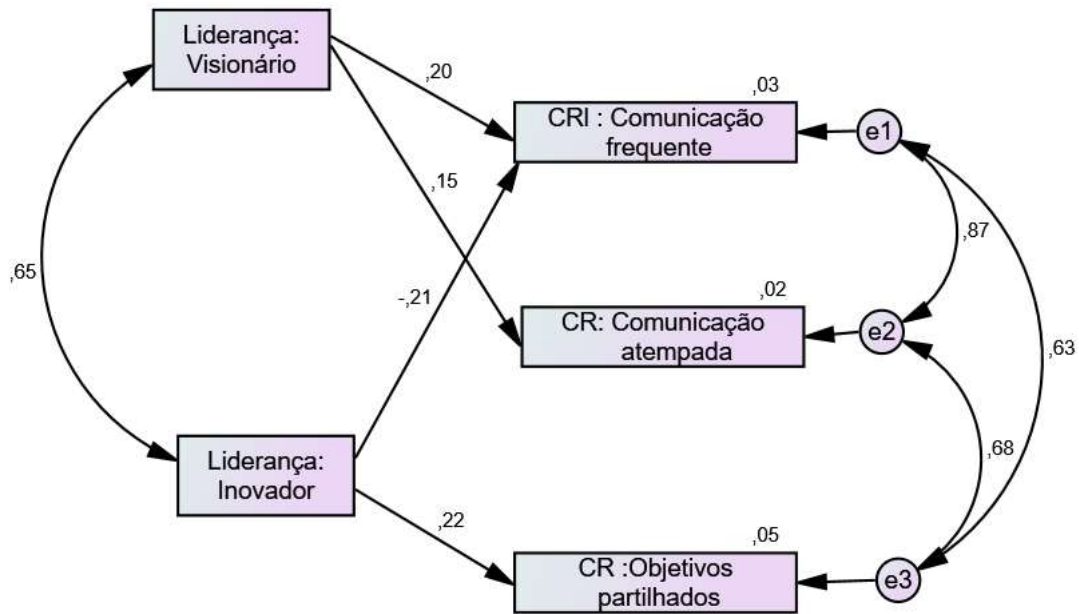 Liderança:
Visionário
,20
,03
CRI : Comunicação
frequente
e1
,15
,87
,65
-,21
,02
CR: Comunicação
atempada
e2
,63
Liderança:
Inovador
,68
,22
,05
CR :Objetivos
partilhados
e3